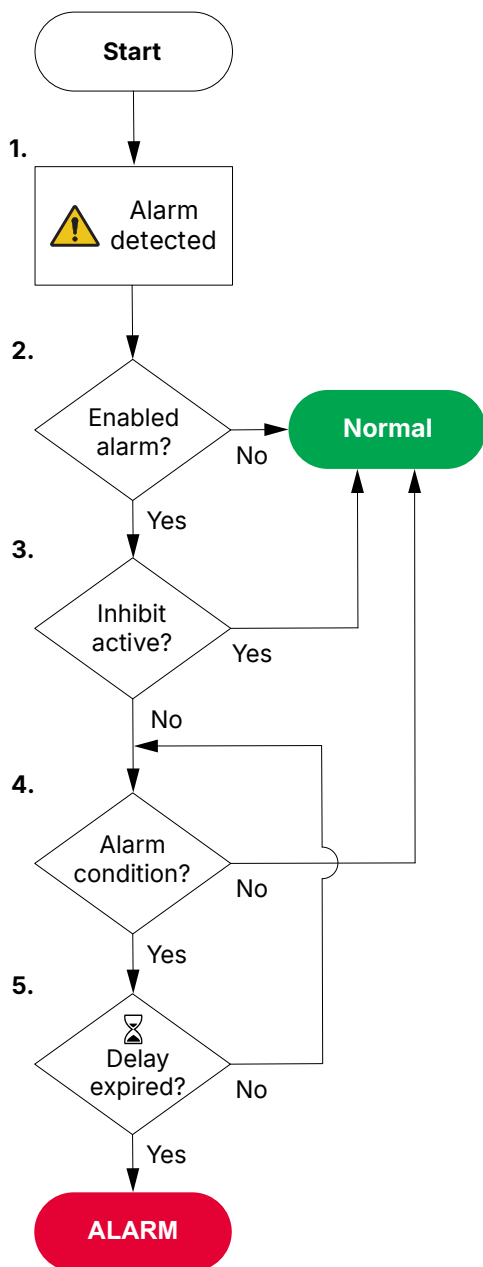 Start
1.
Alarm
detected
2.
Enabled
alarm?
No
Normal
Yes
3.
Inhibit
active?
Yes
No
4.
Alarm
condition?
No
Yes
5.
Delay
expired?
No
Yes
ALARM